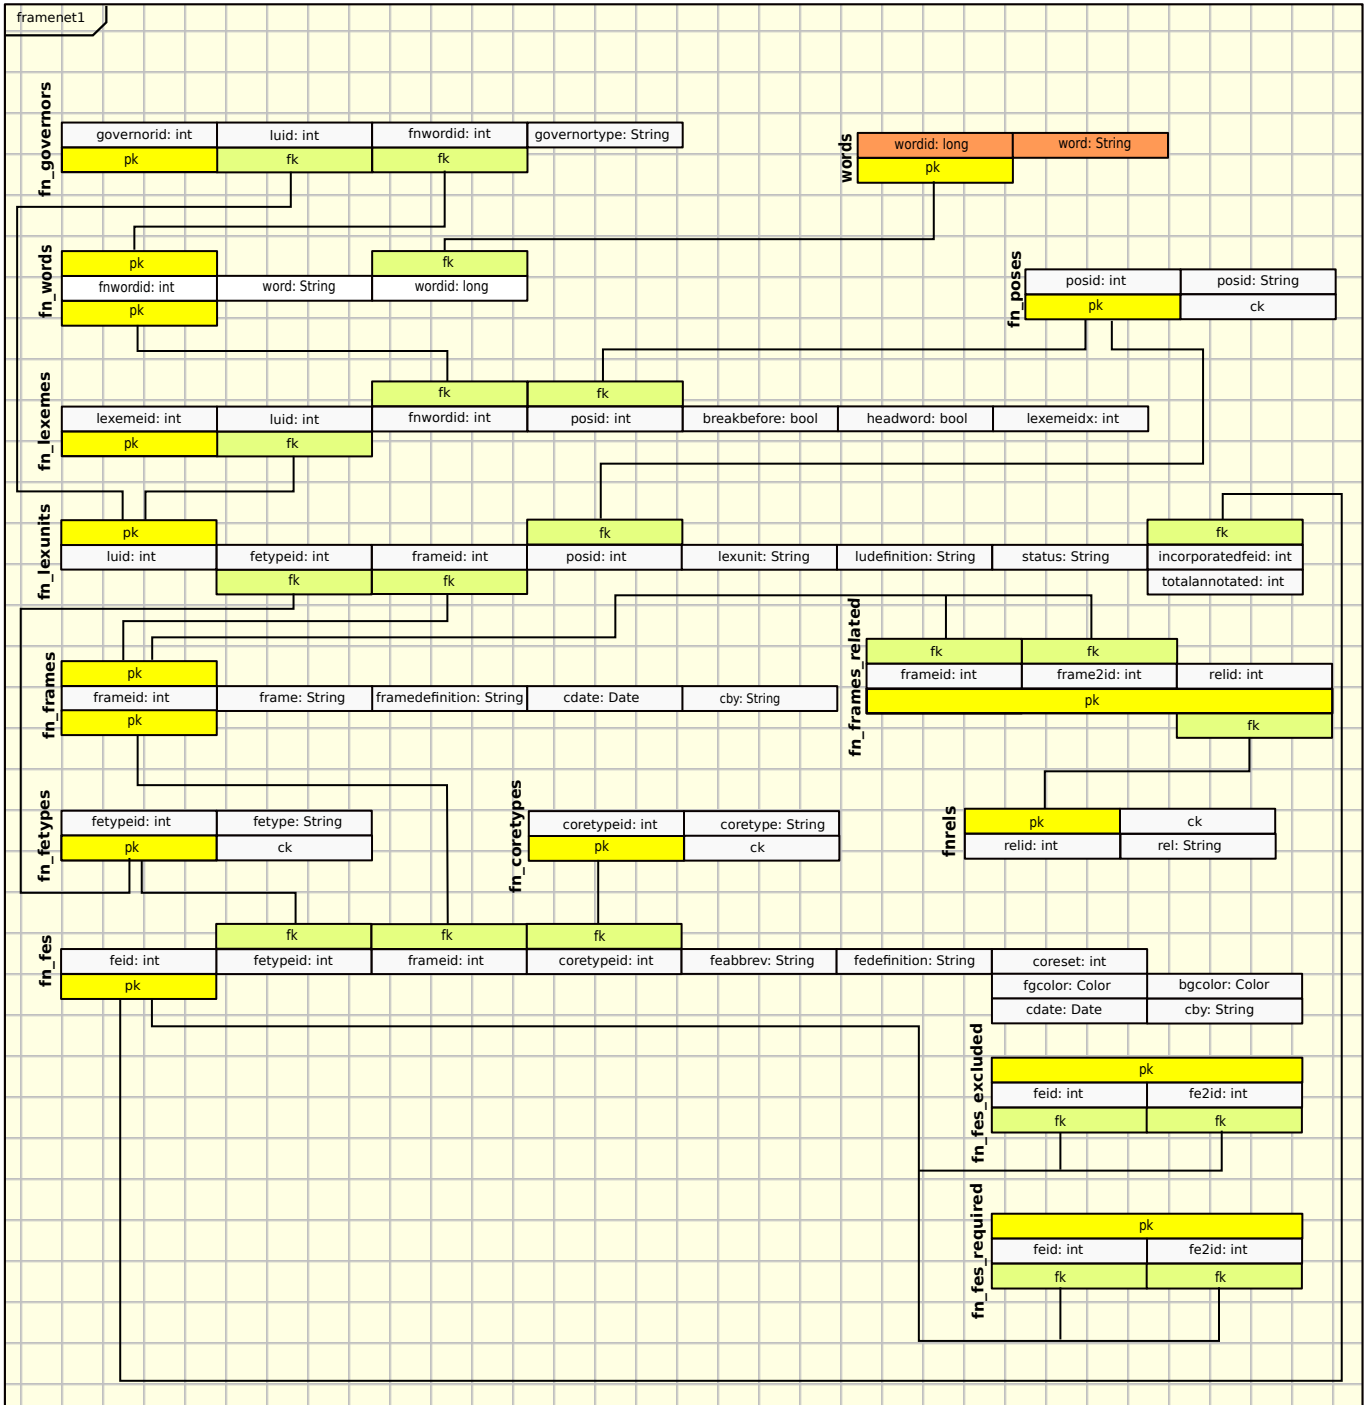 framenet1
fn_governors
governorid: int luid: int fnwordid: int governortype: String
pk fk fk
words
wordid: long word: String
pk
fn_words
pk fk
fnwordid: int word: String wordid: long
pk
fn_poses
posid: int posid: String
pk ck
fn_lexemes
fk fk
lexemeid: int luid: int fnwordid: int posid: int breakbefore: bool headword: bool lexemeidx: int
pk fk
fn_lexunits
pk fk fk
luid: int fetypeid: int frameid: int posid: int lexunit: String ludefinition: String status: String incorporatedfeid: int
fk fk totalannotated: int
fn_frames
pk
frameid: int frame: String framedefinition: String cdate: Date cby: String
pk
fn_frames_related
fk fk
frameid: int frame2id: int relid: int
pk
fk
fn_fetypes
fetypeid: int fetype: String
pk ck
fn_coretypes
coretypeid: int coretype: String
pk ck
fnrels
pk ck
relid: int rel: String
fn_fes
fk fk fk
feid: int fetypeid: int frameid: int coretypeid: int feabbrev: String fedefinition: String coreset: int
pk fgcolor: Color bgcolor: Color
cdate: Date cby: String
fn_fes_excluded
pk
feid: int fe2id: int
fk fk
fn_fes_required
pk
feid: int fe2id: int
fk fk